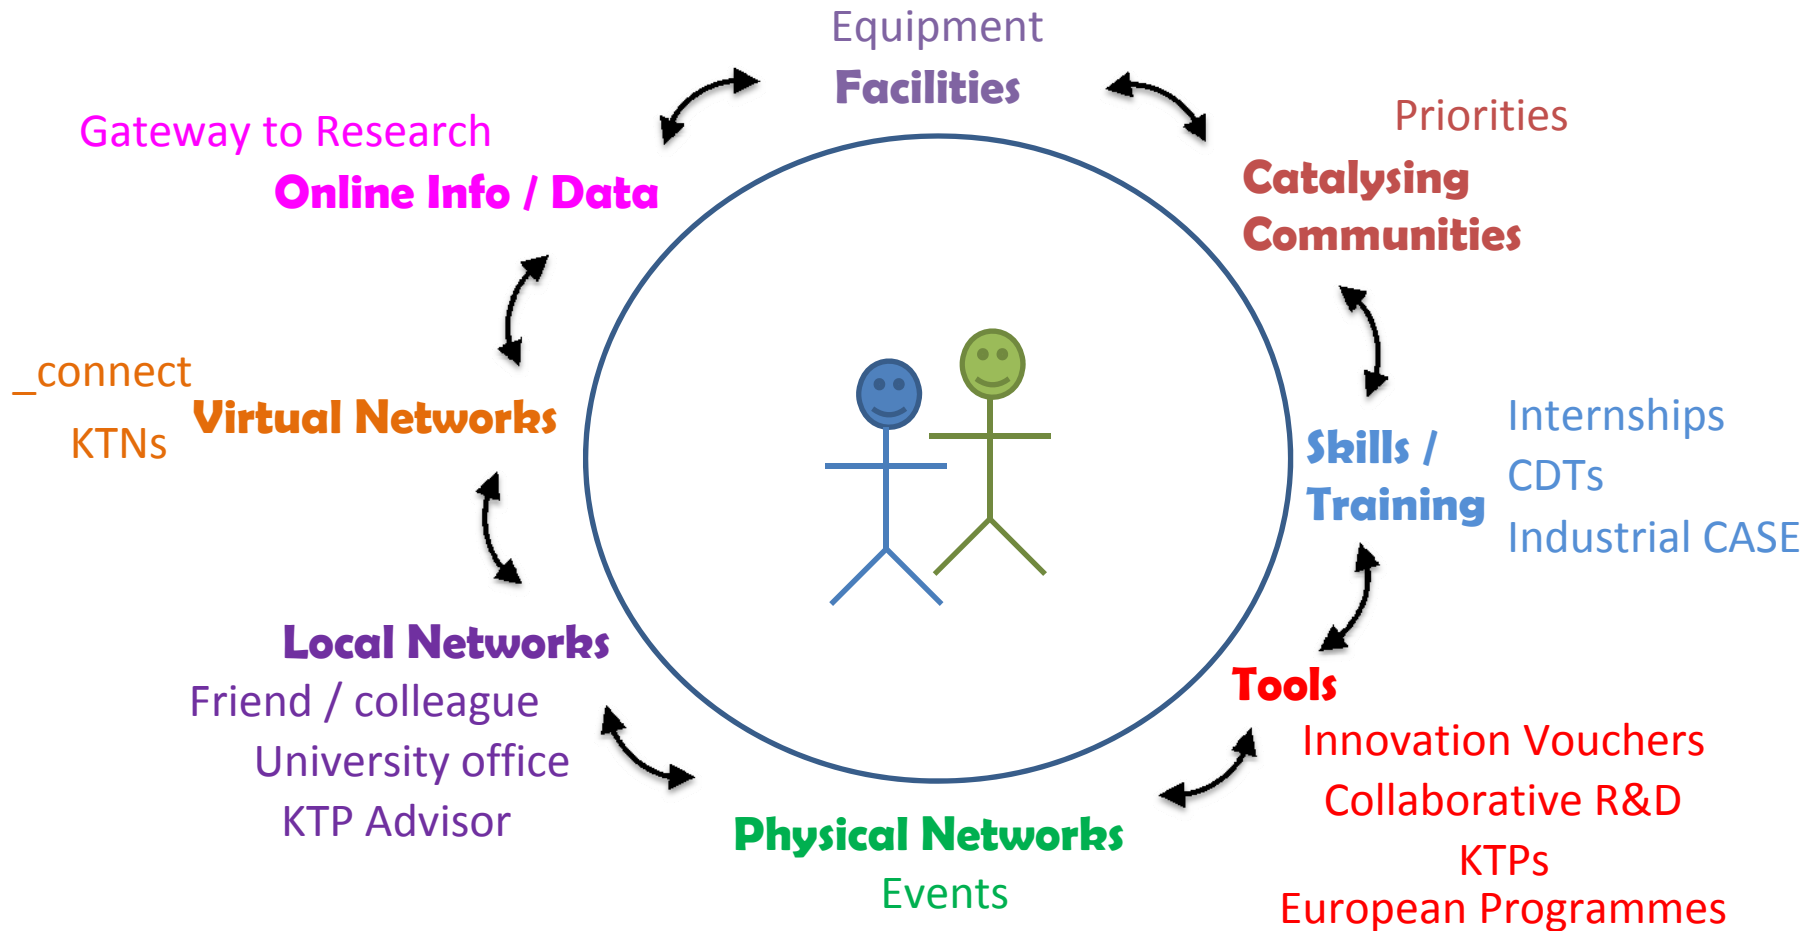 Equipment
Facilities
Priorities
Catalysing
Communities
Internships
Skills /
CDTs
Training
Industrial CASE
Tools
Innovation Vouchers
Collaborative R&D
KTPs
European Programmes
Physical Networks
Events
Local Networks
Friend / colleague
University office
KTP Advisor
_connect
Virtual Networks
KTNs
Gateway to Research
Online Info / Data